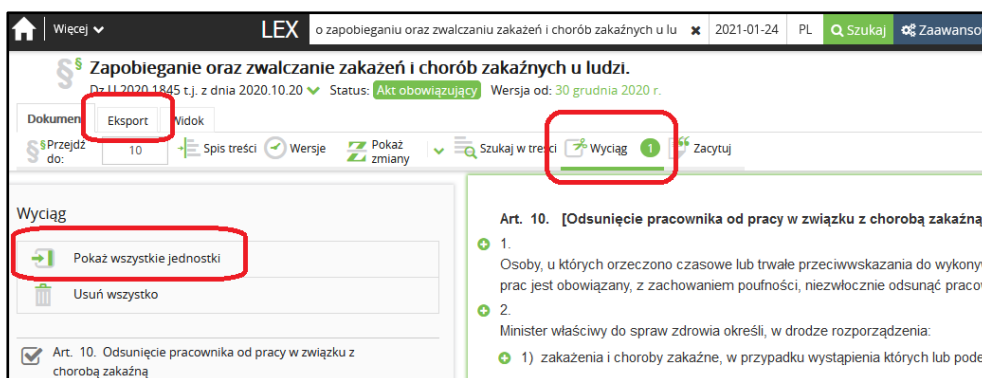 Więcej LEX o zapobieganiu oraz zwalczaniu zakażeń i chorób zakaźnych u lu 2021-01-24 PL Szukaj Zaawanso
§§ Zapobieganie oraz zwalczanie zakażeń i chorób zakaźnych u ludzi.
Dz.U.2020.1845 t.j. z dnia 2020.10.20 Status: Akt obowiązujący Wersja od: 30 grudnia 2020 r.
Dokumen Eksport Widok
§§ Przejdź do: 10 Spis treści Wersje Pokaż zmiany Szukaj w treści Wyciąg 1 Zacytuj
Wyciąg
Pokaż wszystkie jednostki
Usuń wszystko
Art. 10. Odsunięcie pracownika od pracy w związku z
chorobą zakaźną
Art. 10. [Odsunięcie pracownika od pracy w związku z chorobą zakaźną
1.
Osoby, u których orzeczono czasowe lub trwałe przeciwwskazania do wykony
prac jest obowiązany, z zachowaniem poufności, niezwłocznie odsunąć praco
2.
Minister właściwy do spraw zdrowia określi, w drodze rozporządzenia:
1) zakażenia i choroby zakaźne, w przypadku wystąpienia których lub pode